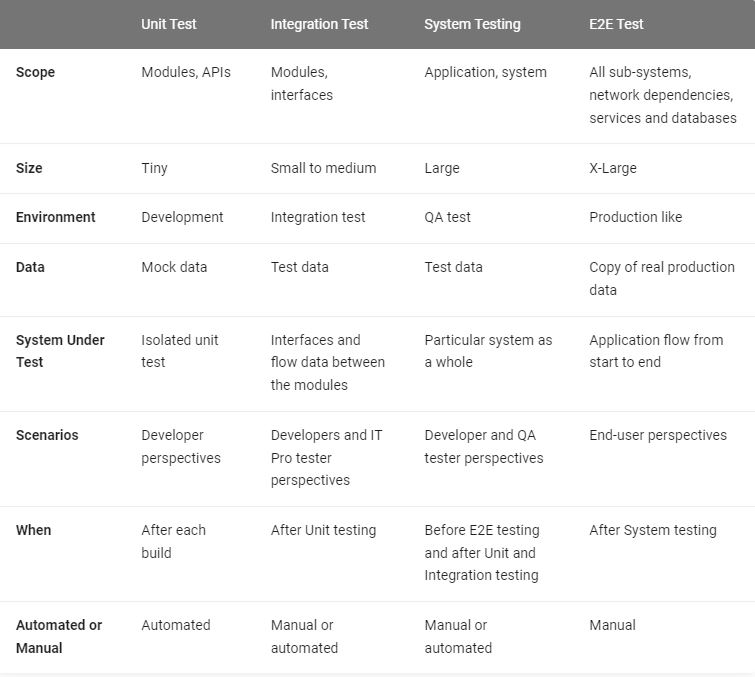 Unit Test Integration Test System Testing E2E Test
Scope Modules, APIs Modules, Application, system All sub-systems,
interfaces network dependencies,
services and databases
Size Tiny Small to medium Large X-Large
Environment Development Integration test QA test Production like
Data Mock data Test data Test data Copy of real production
data
System Under Isolated unit Interfaces and Particular system as Application flow from
Test test flow data between a whole start to end
the modules
Scenarios Developer Developers and IT Developer and QA End-user perspectives
perspectives Pro tester tester perspectives
perspectives
When After each After Unit testing Before E2E testing After System testing
build and after Unit and
Integration testing
Automated or Automated Manual or Manual or Manual
Manual automated automated